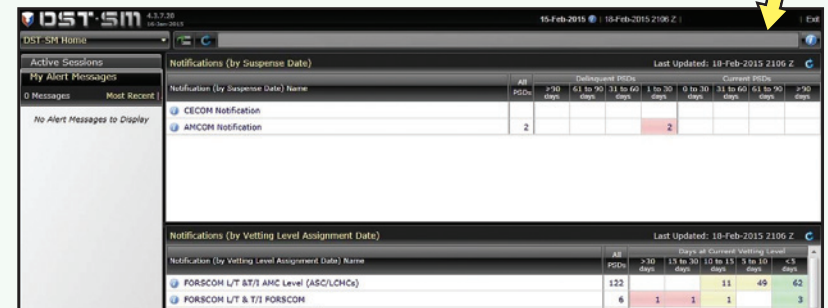 DST-SM 4.3.7.20 16-Jan-2015 15-Feb-2015 | 18-Feb-2015 2106 Z | | Exit
DST-SM Home
Active Sessions
My Alert Messages
0 Messages Most Recent |
No Alert Messages to Display
Notifications (by Suspense Date) Last Updated: 18-Feb-2015 2106 Z
Notification (by Suspense Date) Name All PSDs Delinquent PSDs Current PSDs
>90 days 61 to 90 days 31 to 60 days 1 to 30 days 0 to 30 days 31 to 60 days 61 to 90 days >90 days
CECOM Notification
AMCOM Notification 2 2
Notifications (by Vetting Level Assignment Date) Last Updated: 18-Feb-2015 2106 Z
Notification (by Vetting Level Assignment Date) Name All PSDs Days at Current Vetting Level
>30 days 15 to 30 days 10 to 15 days 5 to 10 days <5 days
FORSCOM L/T &T/I AMC Level (ASC/LCMCs) 122 11 49 62
FORSCOM L/T & T/I FORSCOM 6 1 1 1 3